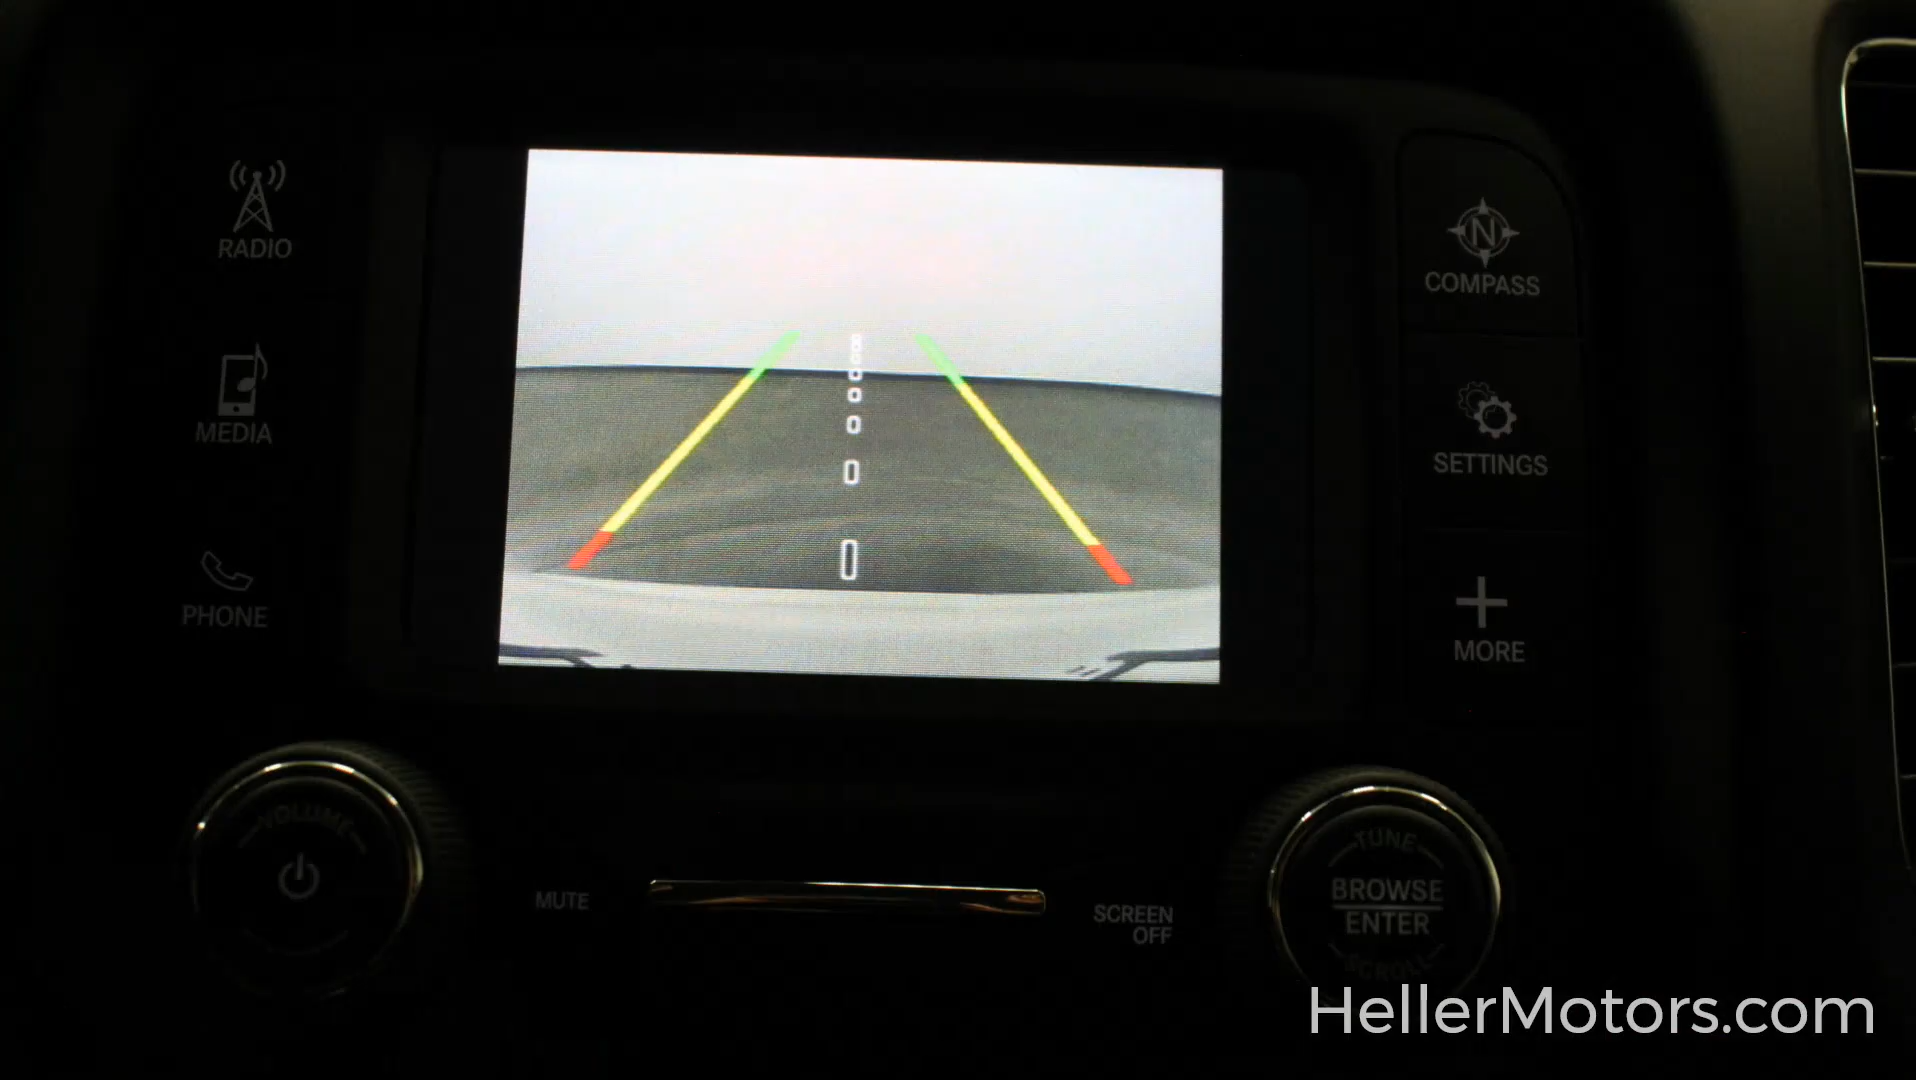 RADIO
MEDIA
PHONE
N
COMPASS
SETTINGS
MORE
VOLUME
MUTE
SCREEN
OFF
TUNE
BROWSE
ENTER
SCROLL
HellerMotors.com